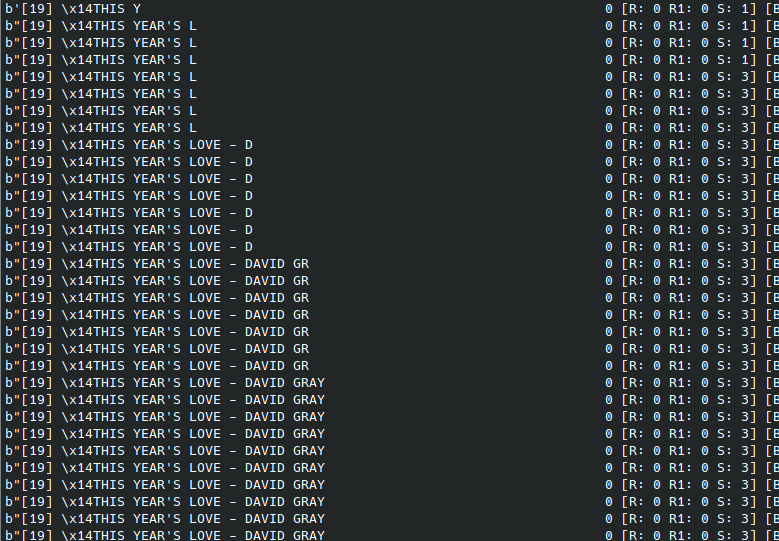 b'[19] \x14THIS Y 0 [R: 0 R1: 0 S: 1] [B
b"[19] \x14THIS YEAR'S L 0 [R: 0 R1: 0 S: 1] [B
b"[19] \x14THIS YEAR'S L 0 [R: 0 R1: 0 S: 1] [B
b"[19] \x14THIS YEAR'S L 0 [R: 0 R1: 0 S: 1] [B
b"[19] \x14THIS YEAR'S L 0 [R: 0 R1: 0 S: 3] [B
b"[19] \x14THIS YEAR'S L 0 [R: 0 R1: 0 S: 3] [B
b"[19] \x14THIS YEAR'S L 0 [R: 0 R1: 0 S: 3] [B
b"[19] \x14THIS YEAR'S L 0 [R: 0 R1: 0 S: 3] [B
b"[19] \x14THIS YEAR'S LOVE - D 0 [R: 0 R1: 0 S: 3] [B
b"[19] \x14THIS YEAR'S LOVE - D 0 [R: 0 R1: 0 S: 3] [B
b"[19] \x14THIS YEAR'S LOVE - D 0 [R: 0 R1: 0 S: 3] [B
b"[19] \x14THIS YEAR'S LOVE - D 0 [R: 0 R1: 0 S: 3] [B
b"[19] \x14THIS YEAR'S LOVE - D 0 [R: 0 R1: 0 S: 3] [B
b"[19] \x14THIS YEAR'S LOVE - D 0 [R: 0 R1: 0 S: 3] [B
b"[19] \x14THIS YEAR'S LOVE - D 0 [R: 0 R1: 0 S: 3] [B
b"[19] \x14THIS YEAR'S LOVE - DAVID GR 0 [R: 0 R1: 0 S: 3] [B
b"[19] \x14THIS YEAR'S LOVE - DAVID GR 0 [R: 0 R1: 0 S: 3] [B
b"[19] \x14THIS YEAR'S LOVE - DAVID GR 0 [R: 0 R1: 0 S: 3] [B
b"[19] \x14THIS YEAR'S LOVE - DAVID GR 0 [R: 0 R1: 0 S: 3] [B
b"[19] \x14THIS YEAR'S LOVE - DAVID GR 0 [R: 0 R1: 0 S: 3] [B
b"[19] \x14THIS YEAR'S LOVE - DAVID GR 0 [R: 0 R1: 0 S: 3] [B
b"[19] \x14THIS YEAR'S LOVE - DAVID GR 0 [R: 0 R1: 0 S: 3] [B
b"[19] \x14THIS YEAR'S LOVE - DAVID GRAY 0 [R: 0 R1: 0 S: 3] [B
b"[19] \x14THIS YEAR'S LOVE - DAVID GRAY 0 [R: 0 R1: 0 S: 3] [B
b"[19] \x14THIS YEAR'S LOVE - DAVID GRAY 0 [R: 0 R1: 0 S: 3] [B
b"[19] \x14THIS YEAR'S LOVE - DAVID GRAY 0 [R: 0 R1: 0 S: 3] [B
b"[19] \x14THIS YEAR'S LOVE - DAVID GRAY 0 [R: 0 R1: 0 S: 3] [B
b"[19] \x14THIS YEAR'S LOVE - DAVID GRAY 0 [R: 0 R1: 0 S: 3] [B
b"[19] \x14THIS YEAR'S LOVE - DAVID GRAY 0 [R: 0 R1: 0 S: 3] [B
b"[19] \x14THIS YEAR'S LOVE - DAVID GRAY 0 [R: 0 R1: 0 S: 3] [B
b"[19] \x14THIS YEAR'S LOVE - DAVID GRAY 0 [R: 0 R1: 0 S: 3] [B
b"[19] \x14THIS YEAR'S LOVE - DAVID GRAY 0 [R: 0 R1: 0 S: 3] [B